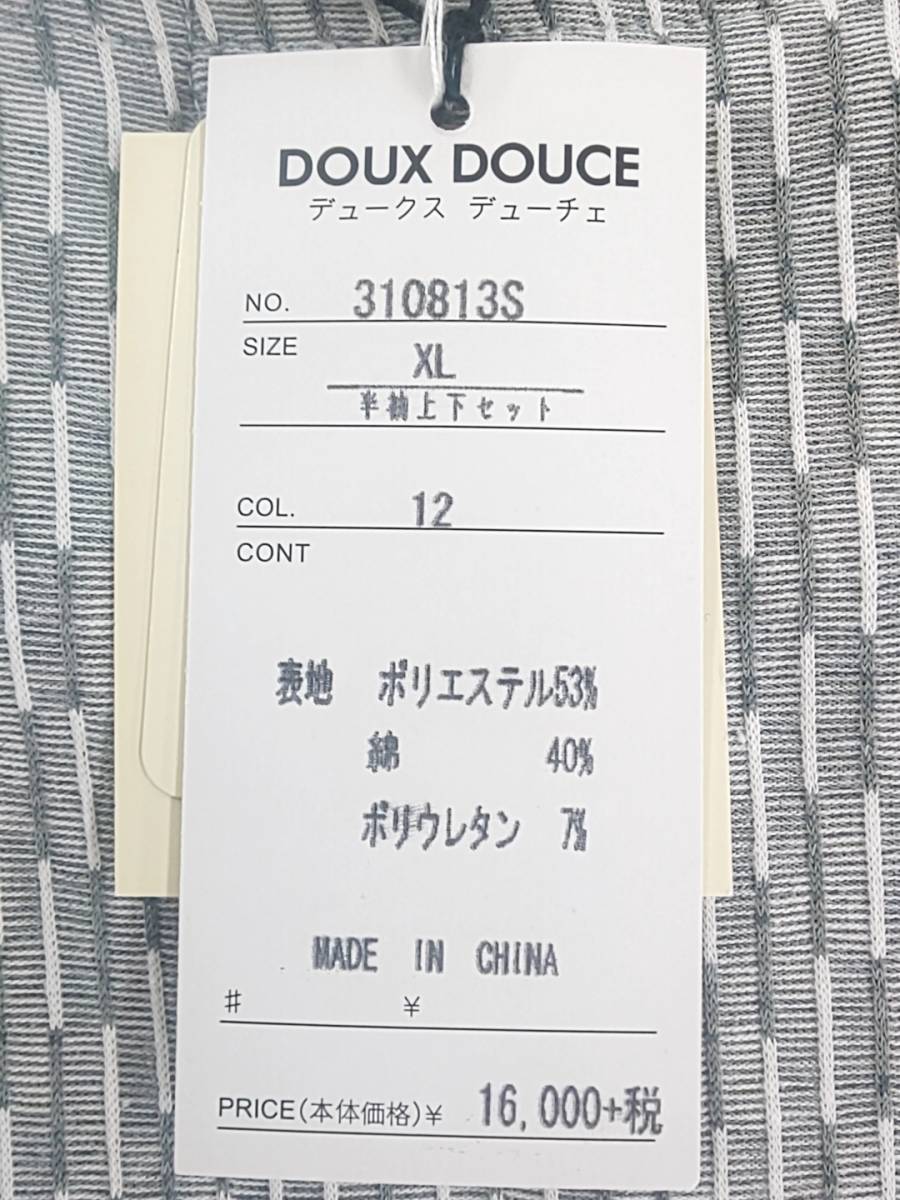 DOUX DOUCE
デュークス デューチェ
NO. 310813S
SIZE XL
半袖上下セット
COL. 12
CONT
表地 ポリエステル53%
綿 40%
ポリウレタン 7%
MADE IN CHINA
# ¥
PRICE(本体価格)¥ 16,000+税